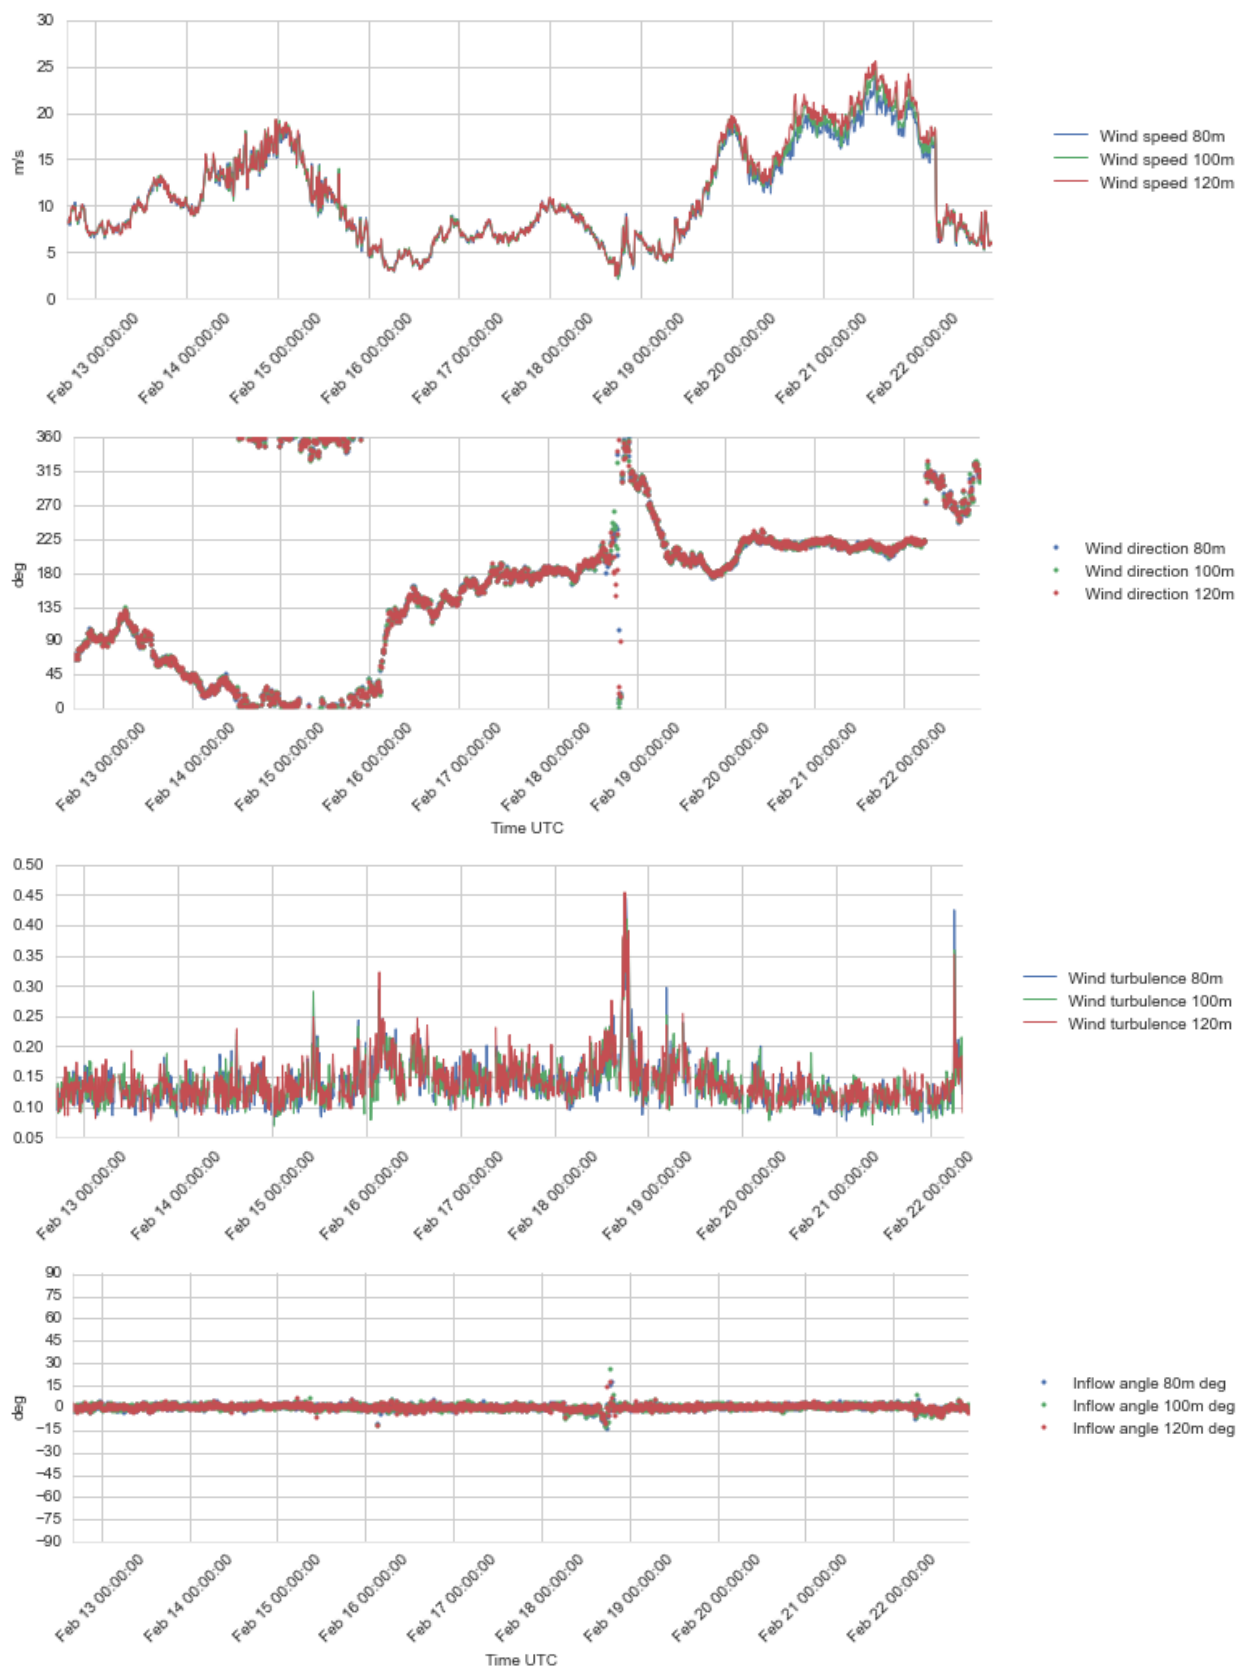 30
25
20
15
10
5
0
m/s
Wind speed 80m
Wind speed 100m
Wind speed 120m
Feb 13 00:00:00
Feb 14 00:00:00
Feb 15 00:00:00
Feb 16 00:00:00
Feb 17 00:00:00
Feb 18 00:00:00
Feb 19 00:00:00
Feb 20 00:00:00
Feb 21 00:00:00
Feb 22 00:00:00
360
315
270
225
180
135
90
45
0
deg
Wind direction 80m
Wind direction 100m
Wind direction 120m
Feb 13 00:00:00
Feb 14 00:00:00
Feb 15 00:00:00
Feb 16 00:00:00
Feb 17 00:00:00
Feb 18 00:00:00
Feb 19 00:00:00
Feb 20 00:00:00
Feb 21 00:00:00
Feb 22 00:00:00
Time UTC
0.50
0.45
0.40
0.35
0.30
0.25
0.20
0.15
0.10
0.05
Wind turbulence 80m
Wind turbulence 100m
Wind turbulence 120m
Feb 13 00:00:00
Feb 14 00:00:00
Feb 15 00:00:00
Feb 16 00:00:00
Feb 17 00:00:00
Feb 18 00:00:00
Feb 19 00:00:00
Feb 20 00:00:00
Feb 21 00:00:00
Feb 22 00:00:00
90
75
60
45
30
15
0
−15
−30
−45
−60
−75
−90
deg
Inflow angle 80m deg
Inflow angle 100m deg
Inflow angle 120m deg
Feb 13 00:00:00
Feb 14 00:00:00
Feb 15 00:00:00
Feb 16 00:00:00
Feb 17 00:00:00
Feb 18 00:00:00
Feb 19 00:00:00
Feb 20 00:00:00
Feb 21 00:00:00
Feb 22 00:00:00
Time UTC